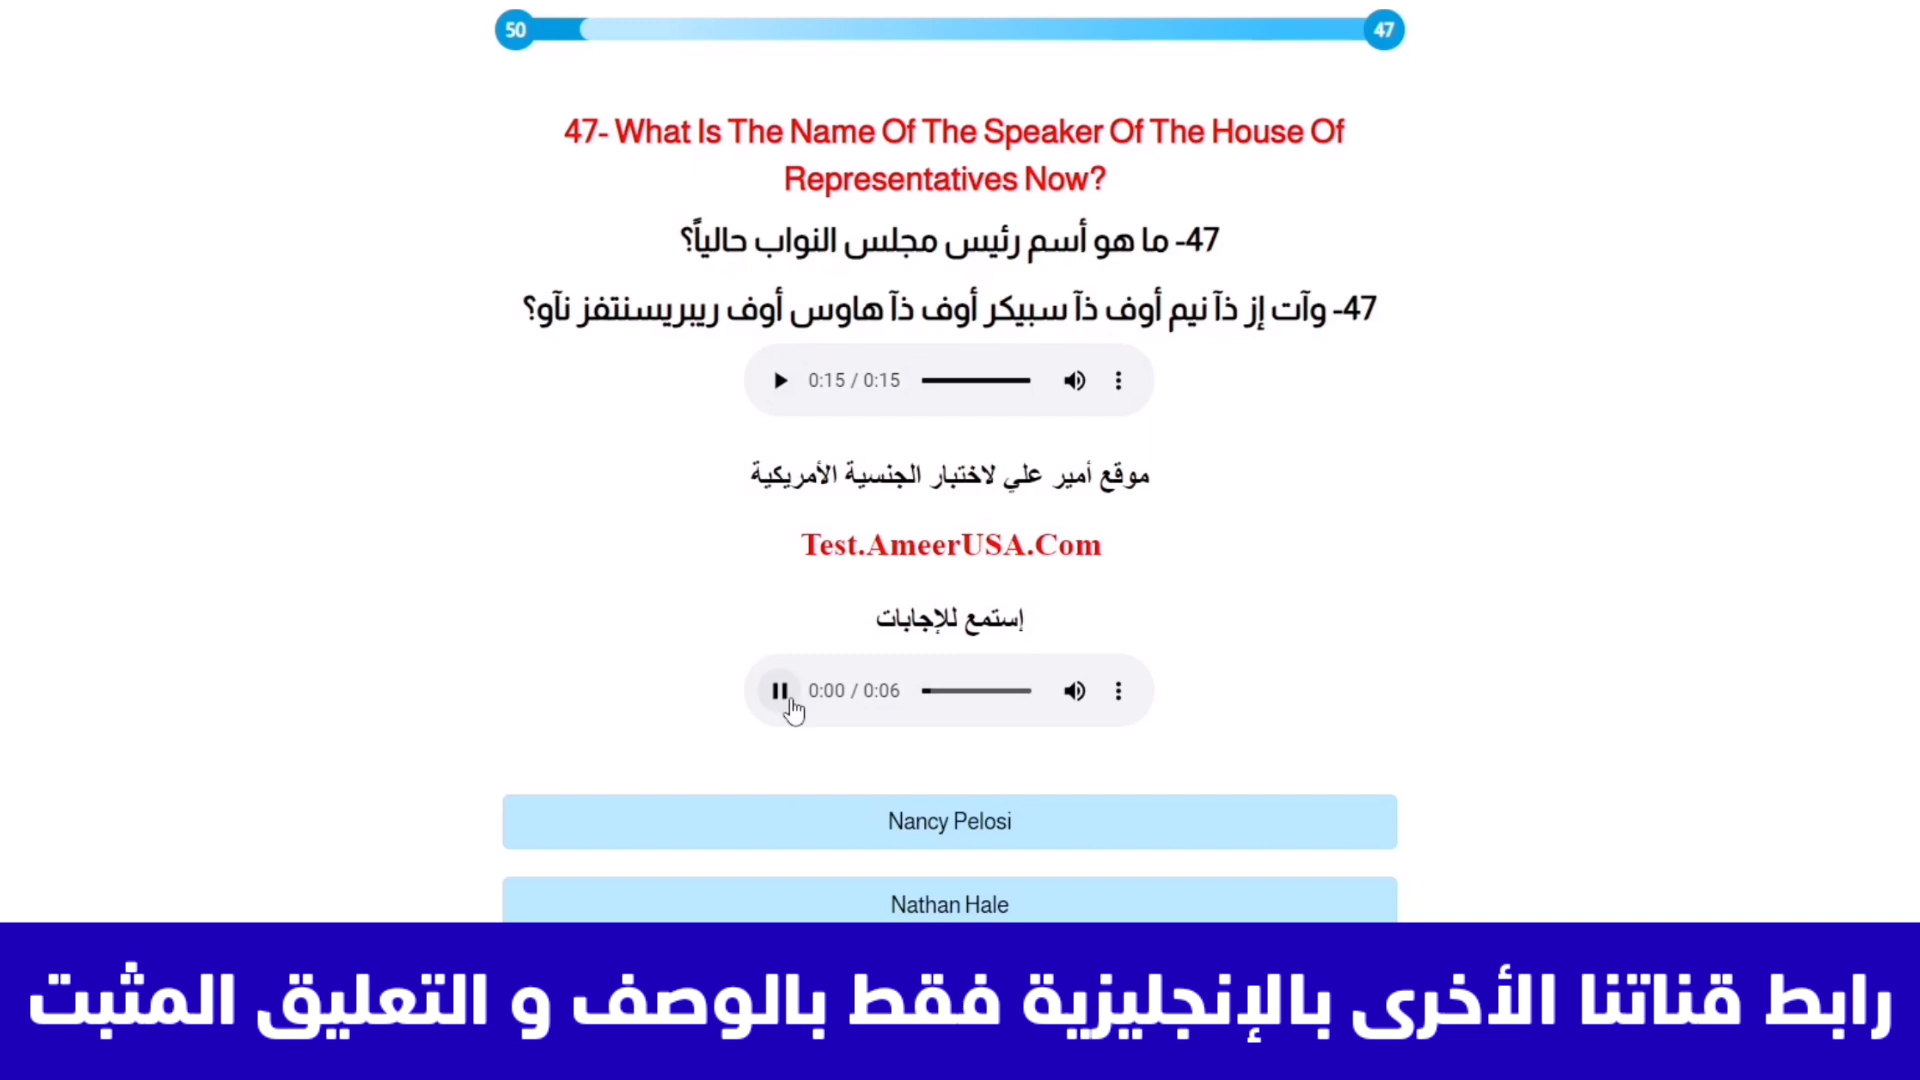 50
47
47- What Is The Name Of The Speaker Of The House Of
Representatives Now?
47- ما هو أسم رئيس مجلس النواب حالياً؟
47- وآت إز ذآ نيم أوف ذآ سبيكر أوف ذآ هاوس أوف ريبريسنتفز نآو؟
0:15 / 0:15
موقع أمير علي لاختبار الجنسية الأمريكية
Test.AmeerUSA.Com
إستمع للإجابات
0:00 / 0:06
Nancy Pelosi
Nathan Hale
رابط قناتنا الأخرى بالإنجليزية فقط بالوصف و التعليق المثبت